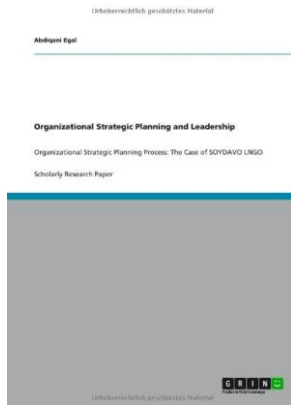 Urheberrechtlich geschütztes Material
Abdiqani Egal
Organizational Strategic Planning and Leadership
Organizational Strategic Planning Process: The Case of SOYDAVO LNGO
Scholarly Research Paper
G R I N
Urheberrechtlich geschütztes Material